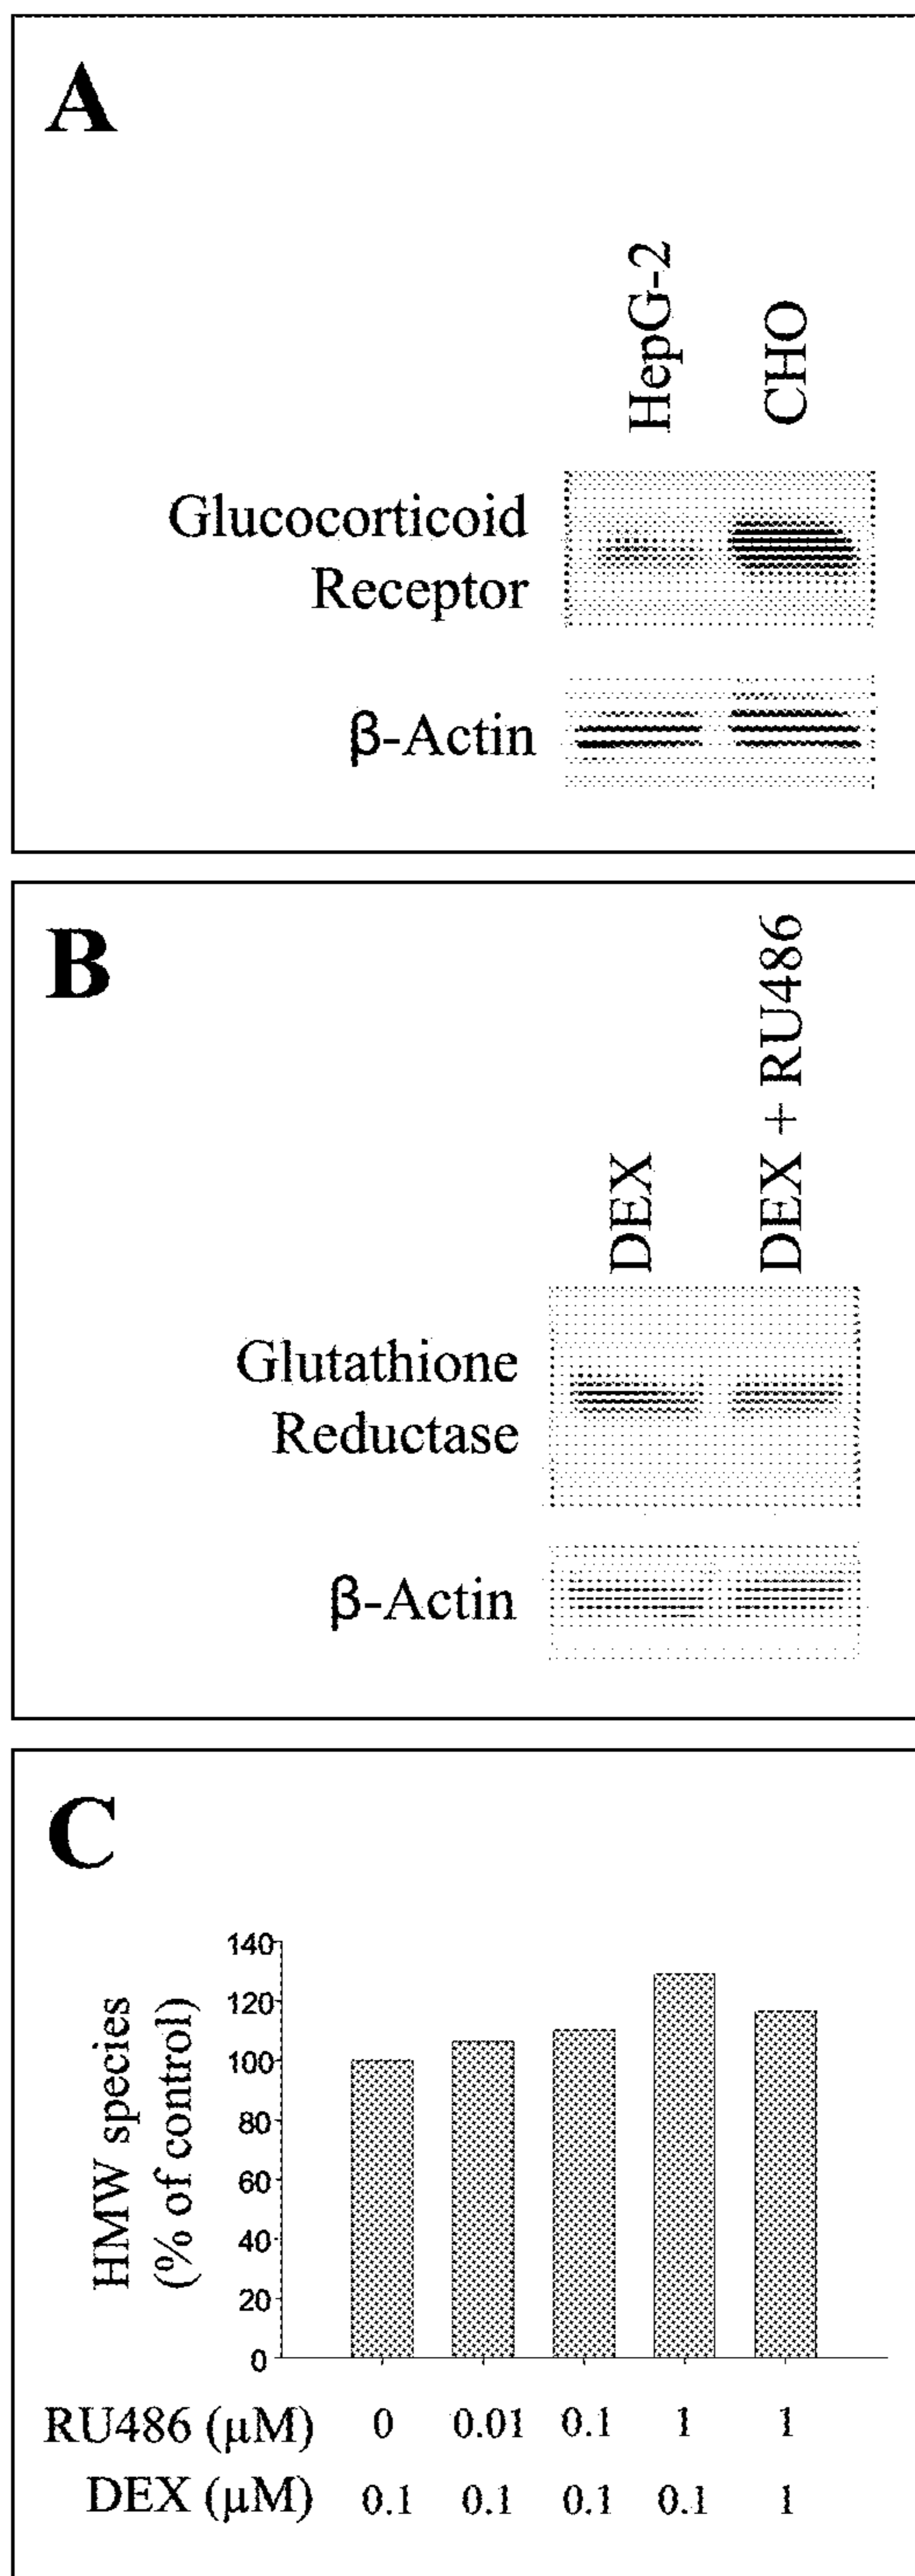 A
HepG-2
CHO
Glucocorticoid
Receptor
β-Actin
B
DEX
DEX + RU486
Glutathione
Reductase
β-Actin
C
HMW species
(% of control)
140
120
100
80
60
40
20
0
RU486 (μM) 0 0.01 0.1 1 1
DEX (μM) 0.1 0.1 0.1 0.1 1